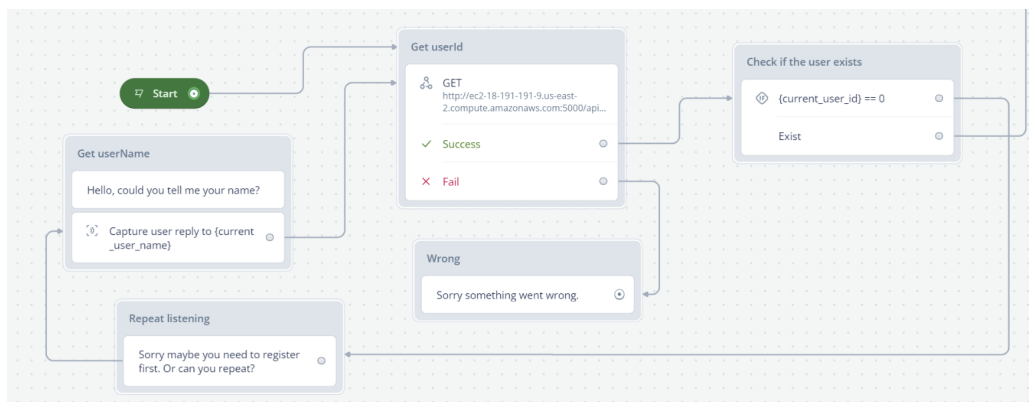 Start
Get userName
Hello, could you tell me your name?
Capture user reply to {current
_user_name}
Repeat listening
Sorry maybe you need to register
first. Or can you repeat?
Get userId
GET
http://ec2-18-191-191-9.us-east-
2.compute.amazonaws.com:5000/api...
Success
Fail
Wrong
Sorry something went wrong.
Check if the user exists
IF
{current_user_id} == 0
Exist